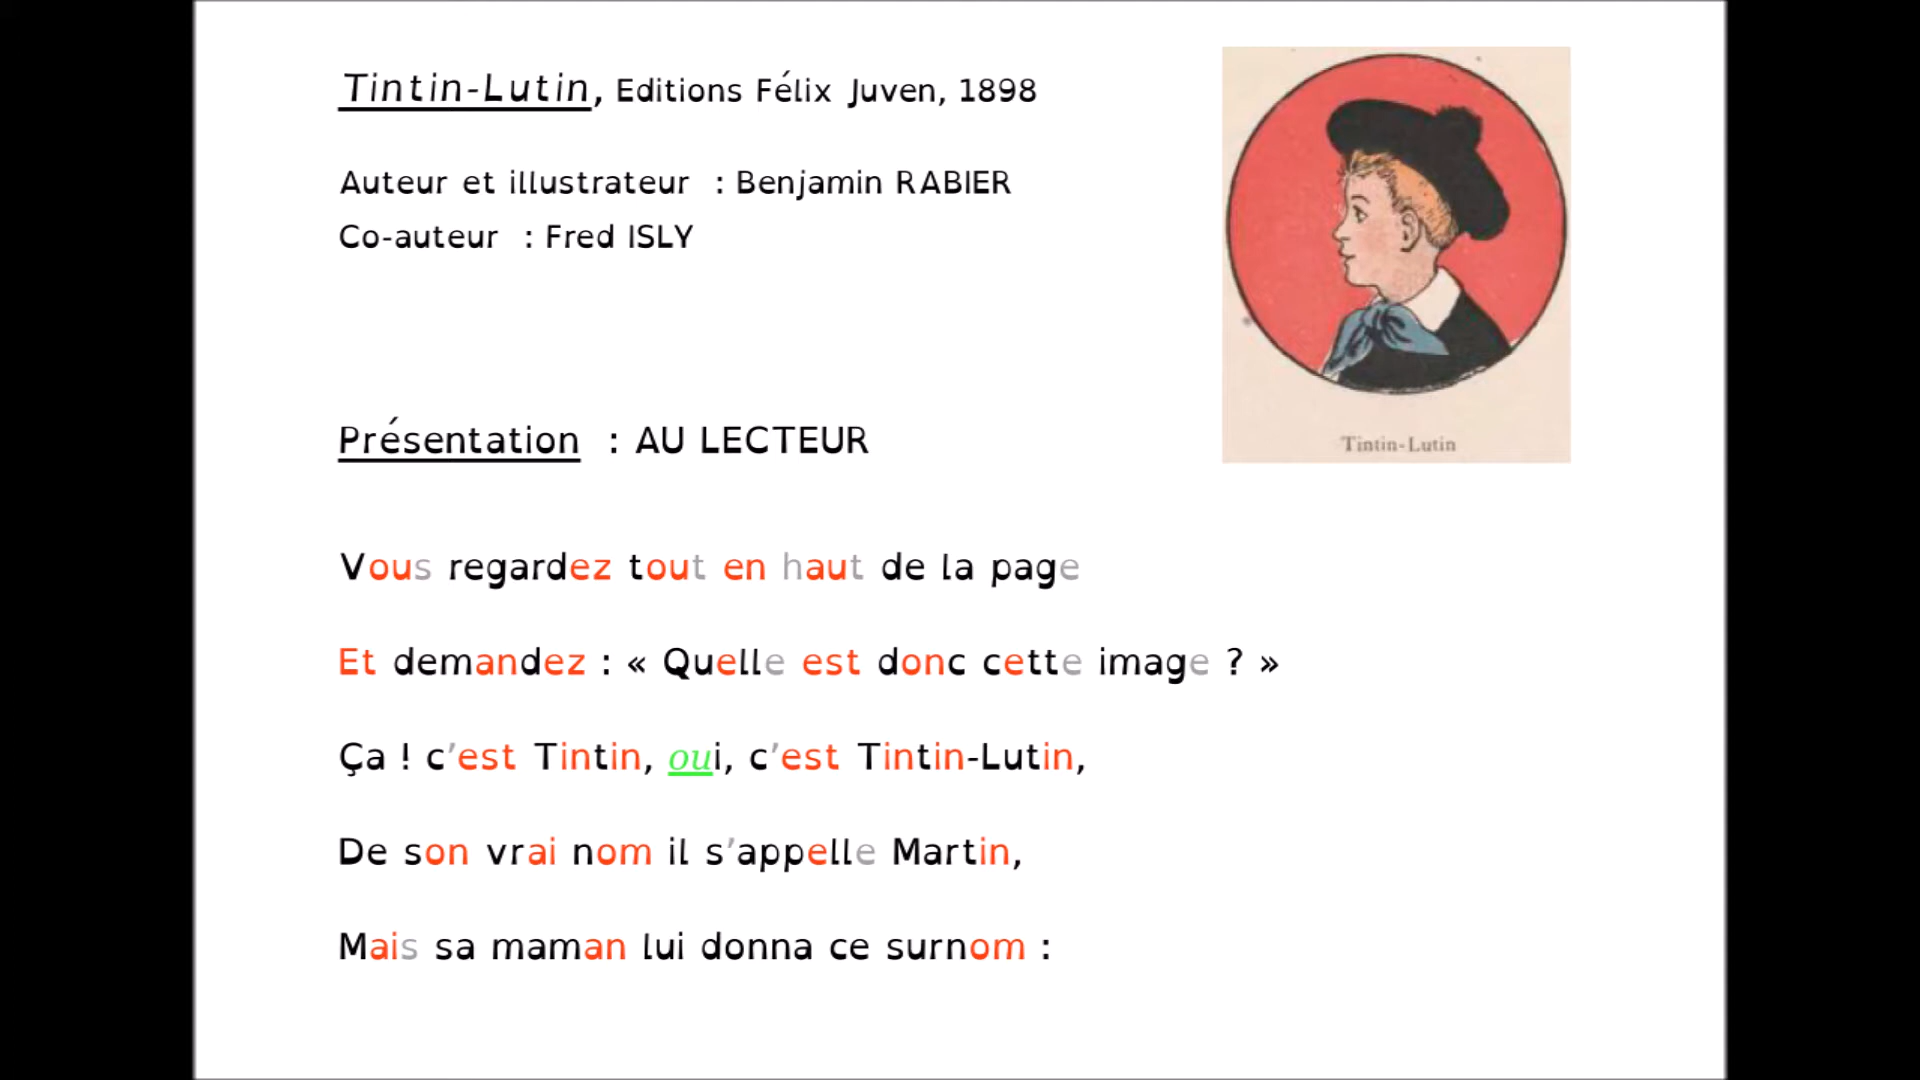 Tintin-Lutin, Editions Félix Juven, 1898
Auteur et illustrateur : Benjamin RABIER
Co-auteur : Fred ISLY
Tintin-Lutin
Présentation : AU LECTEUR
Vous regardez tout en haut de la page
Et demandez : « Quelle est donc cette image ? »
Ça ! c’est Tintin, oui, c’est Tintin-Lutin,
De son vrai nom il s’appelle Martin,
Mais sa maman lui donna ce surnom :